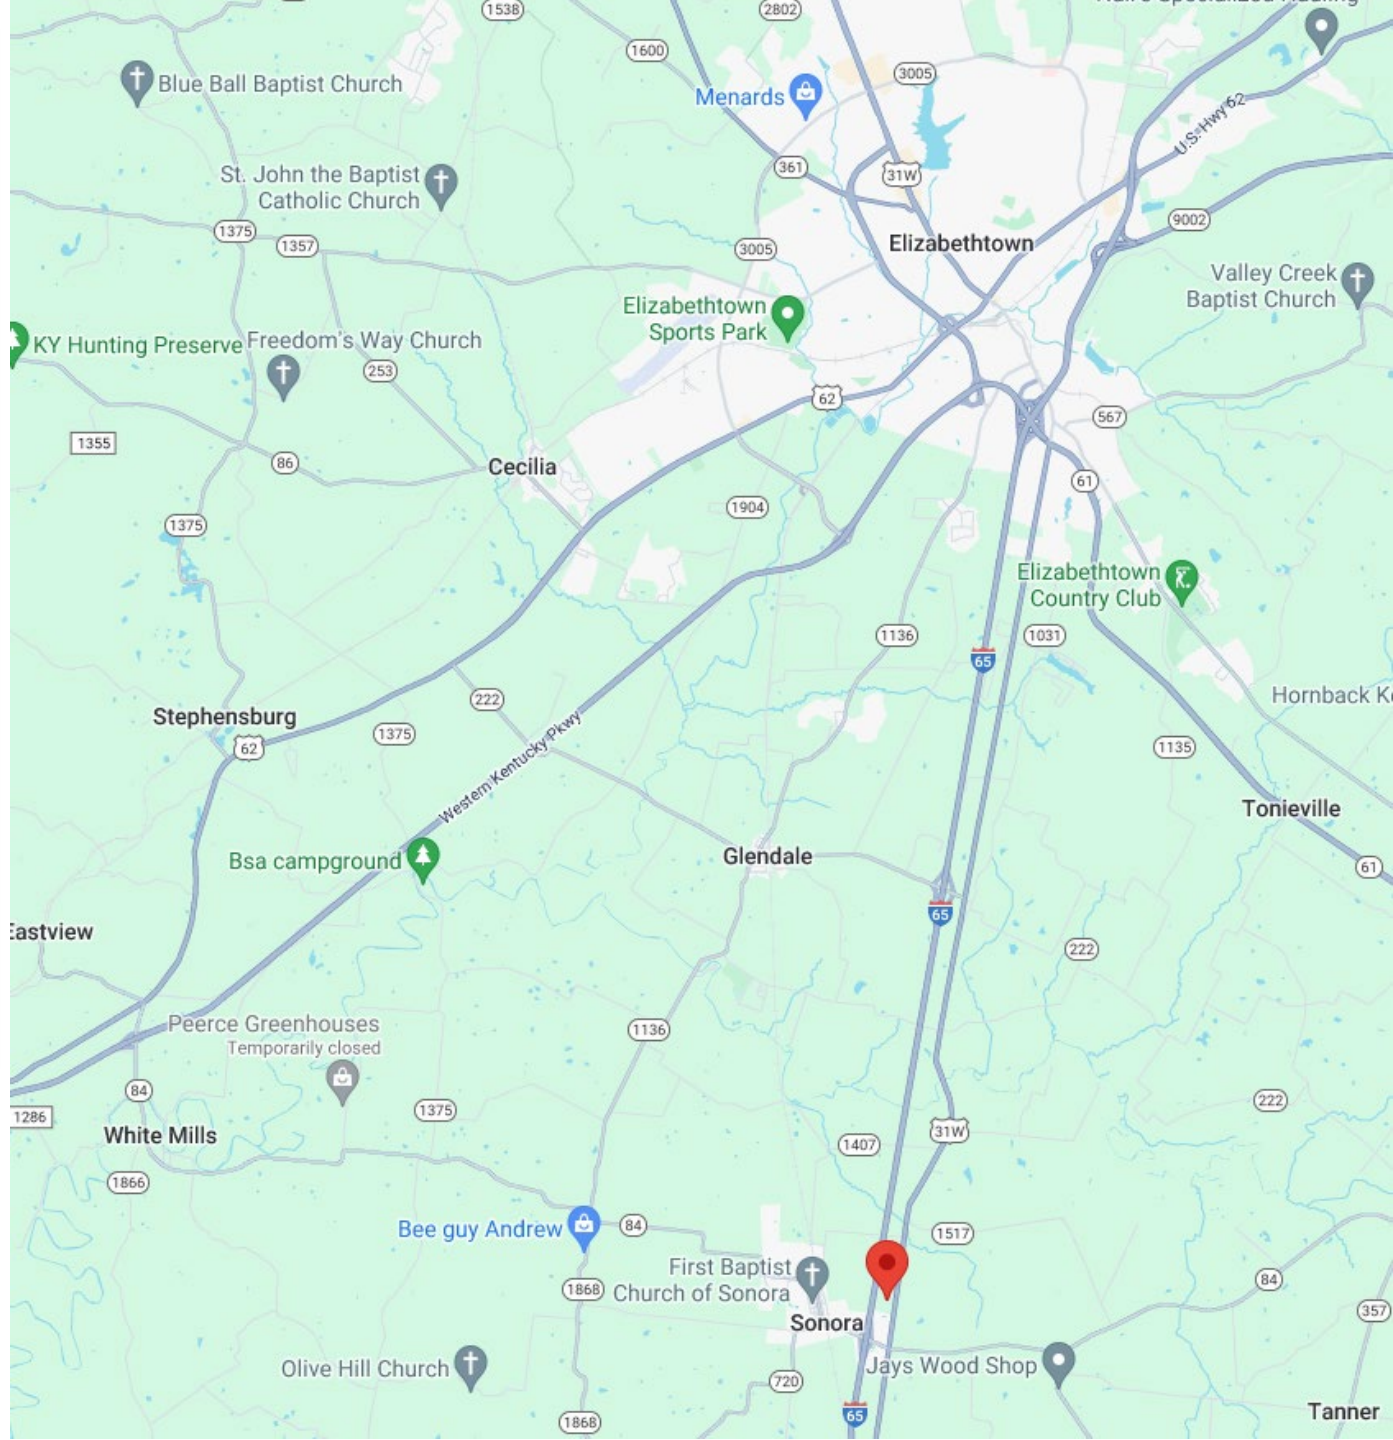 1538
2802
1600
Blue Ball Baptist Church
Menards
3005
U.S. Hwy 62
361
31W
St. John the Baptist
Catholic Church
9002
1375
1357
3005
Elizabethtown
Valley Creek
Baptist Church
Elizabethtown
Sports Park
KY Hunting Preserve
Freedom's Way Church
253
62
567
1355
86
Cecilia
61
1904
1375
Elizabethtown
Country Club
1136
1031
65
222
Hornback K
Stephensburg
62
1375
1135
Western Kentucky Pkwy
Tonieville
Bsa campground
Glendale
61
65
Eastview
222
Peerce Greenhouses
Temporarily closed
1136
84
1375
222
1286
White Mills
31W
1407
1866
Bee guy Andrew
84
1517
First Baptist
Church of Sonora
84
1868
357
Sonora
Olive Hill Church
Jays Wood Shop
720
65
Tanner
1868